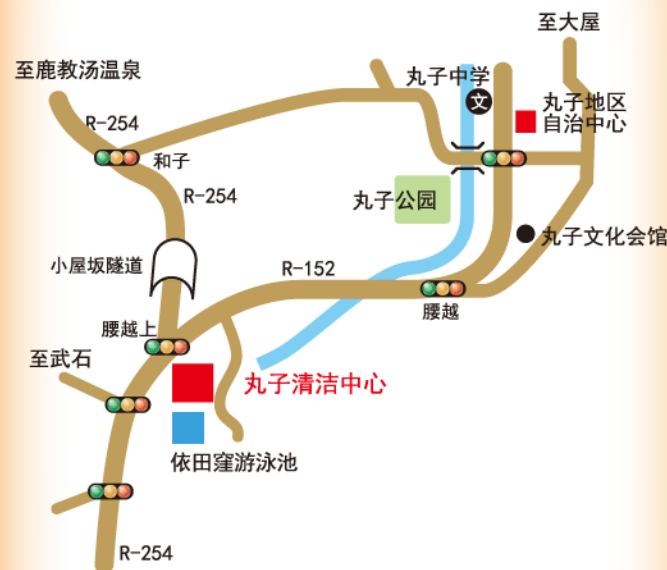 至大屋
至鹿教汤温泉
丸子中学
文
丸子地区
自治中心
R-254
和子
R-254
丸子公园
丸子文化会馆
小屋坂隧道
R-152
腰越
腰越上
至武石
丸子清洁中心
依田窪游泳池
R-254